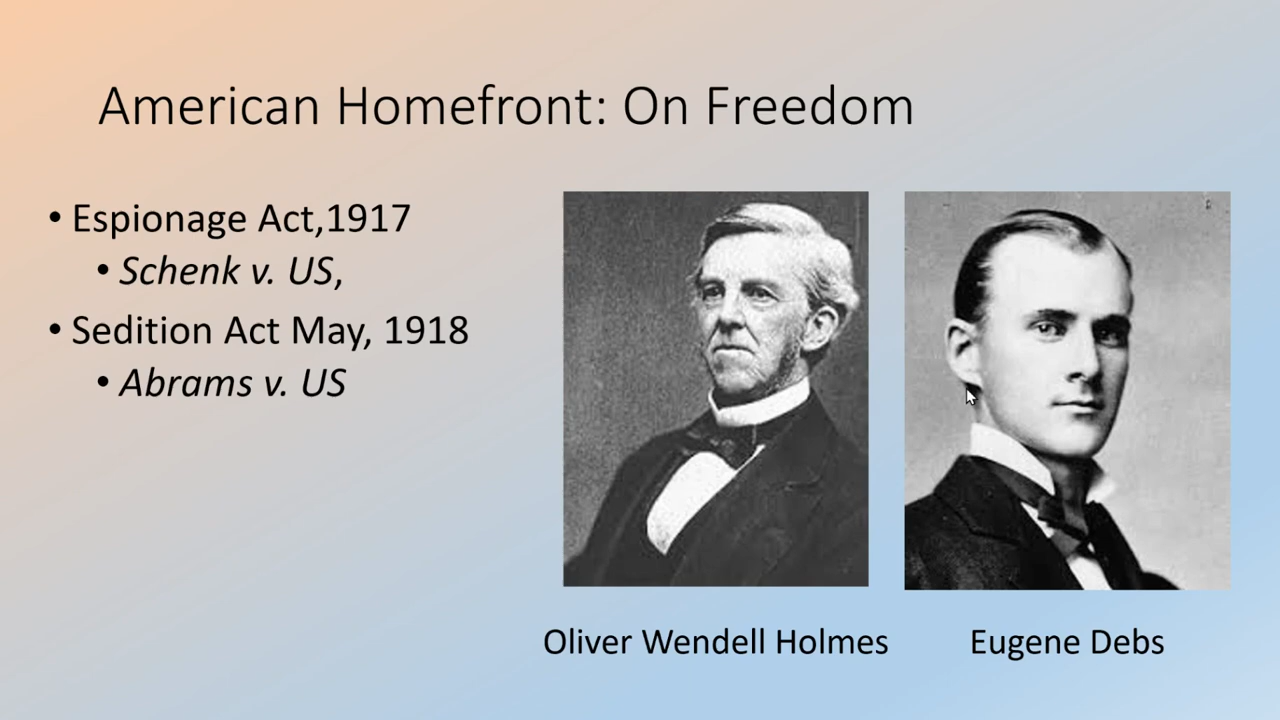 American Homefront: On Freedom
• Espionage Act,1917
• Schenk v. US,
• Sedition Act May, 1918
• Abrams v. US
Oliver Wendell Holmes
Eugene Debs